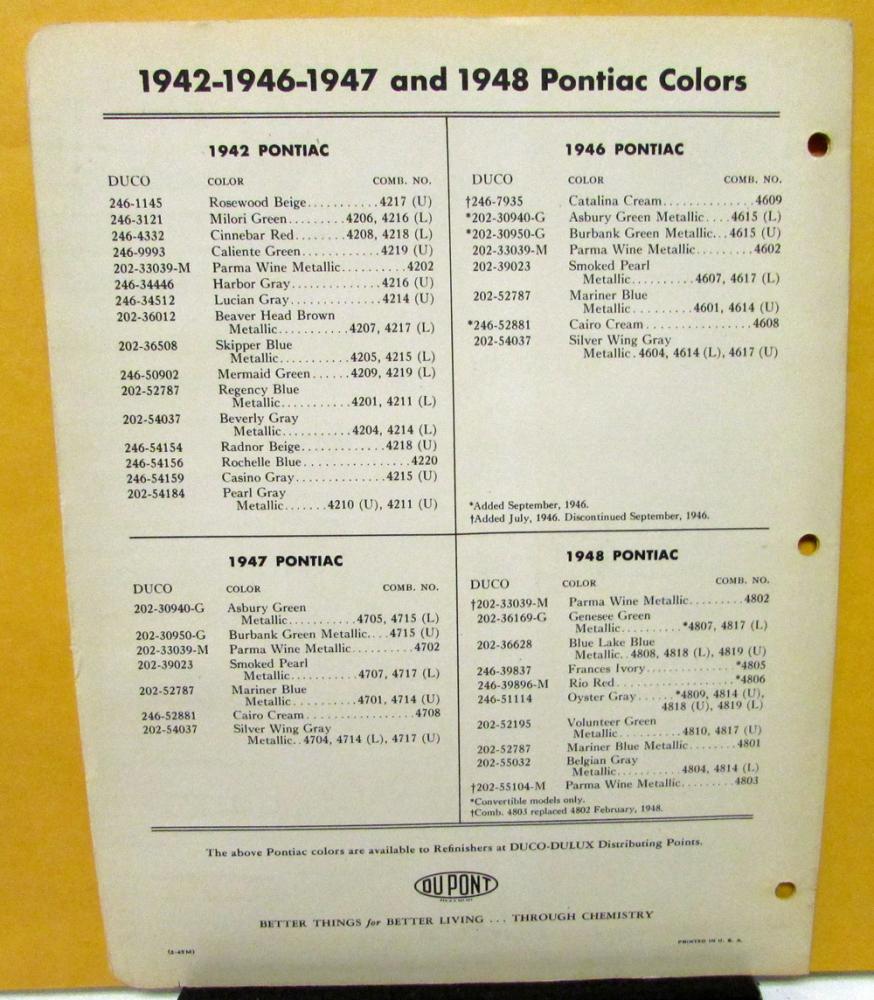 1942-1946-1947 and 1948 Pontiac Colors
1942 PONTIAC
DUCO COLOR COMB. NO.
246-1145 Rosewood Beige...........4217 (U)
246-3121 Milori Green.........4206, 4216 (L)
246-4332 Cinnebar Red........4208, 4218 (L)
246-9993 Caliente Green............4219 (U)
202-33039-M Parma Wine Metallic.........4202
246-34446 Harbor Gray..............4216 (U)
246-34512 Lucian Gray..............4214 (U)
202-36012 Beaver Head Brown
Metallic...........4207, 4217 (L)
202-36508 Skipper Blue
Metallic...........4205, 4215 (L)
246-50902 Mermaid Green......4209, 4219 (L)
202-52787 Regency Blue
Metallic...........4201, 4211 (L)
202-54037 Beverly Gray
Metallic...........4204, 4214 (L)
246-54154 Radnor Beige.............4218 (U)
246-54156 Rochelle Blue.................4220
246-54159 Casino Gray..............4215 (U)
202-54184 Pearl Gray
Metallic.......4210 (U), 4211 (U)
1946 PONTIAC
DUCO COLOR COMB. NO.
†246-7935 Catalina Cream..............4609
*202-30940-G Asbury Green Metallic....4615 (L)
*202-30950-G Burbank Green Metallic...4615 (U)
202-33039-M Parma Wine Metallic.........4602
202-39023 Smoked Pearl
Metallic..........4607, 4617 (L)
202-52787 Mariner Blue
Metallic..........4601, 4614 (U)
*246-52881 Cairo Cream.................4608
202-54037 Silver Wing Gray
Metallic.4604, 4614 (L), 4617 (U)
*Added September, 1946.
†Added July, 1946. Discontinued September, 1946.
1947 PONTIAC
DUCO COLOR COMB. NO.
202-30940-G Asbury Green
Metallic...........4705, 4715 (L)
202-30950-G Burbank Green Metallic....4715 (U)
202-33039-M Parma Wine Metallic.........4702
202-39023 Smoked Pearl
Metallic...........4707, 4717 (L)
202-52787 Mariner Blue
Metallic...........4701, 4714 (U)
246-52881 Cairo Cream.................4708
202-54037 Silver Wing Gray
Metallic..4704, 4714 (L), 4717 (U)
1948 PONTIAC
DUCO COLOR COMB. NO.
†202-33039-M Parma Wine Metallic.........4802
202-36169-G Genesee Green
Metallic..........*4807, 4817 (L)
202-36628 Blue Lake Blue
Metallic..4808, 4818 (L), 4819 (U)
246-39837 Frances Ivory..............*4805
246-39896-M Rio Red...................*4806
246-51114 Oyster Gray......*4809, 4814 (U),
4818 (U), 4819 (L)
202-52195 Volunteer Green
Metallic...........4810, 4817 (U)
202-52787 Mariner Blue Metallic........4801
202-55032 Belgian Gray
Metallic...........4804, 4814 (L)
†202-55104-M Parma Wine Metallic.........4803
*Convertible models only.
†Comb. 4803 replaced 4802 February, 1948.
The above Pontiac colors are available to Refinishers at DUCO-DULUX Distributing Points.
DU PONT
BETTER THINGS for BETTER LIVING ... THROUGH CHEMISTRY
PRINTED IN U. S. A.